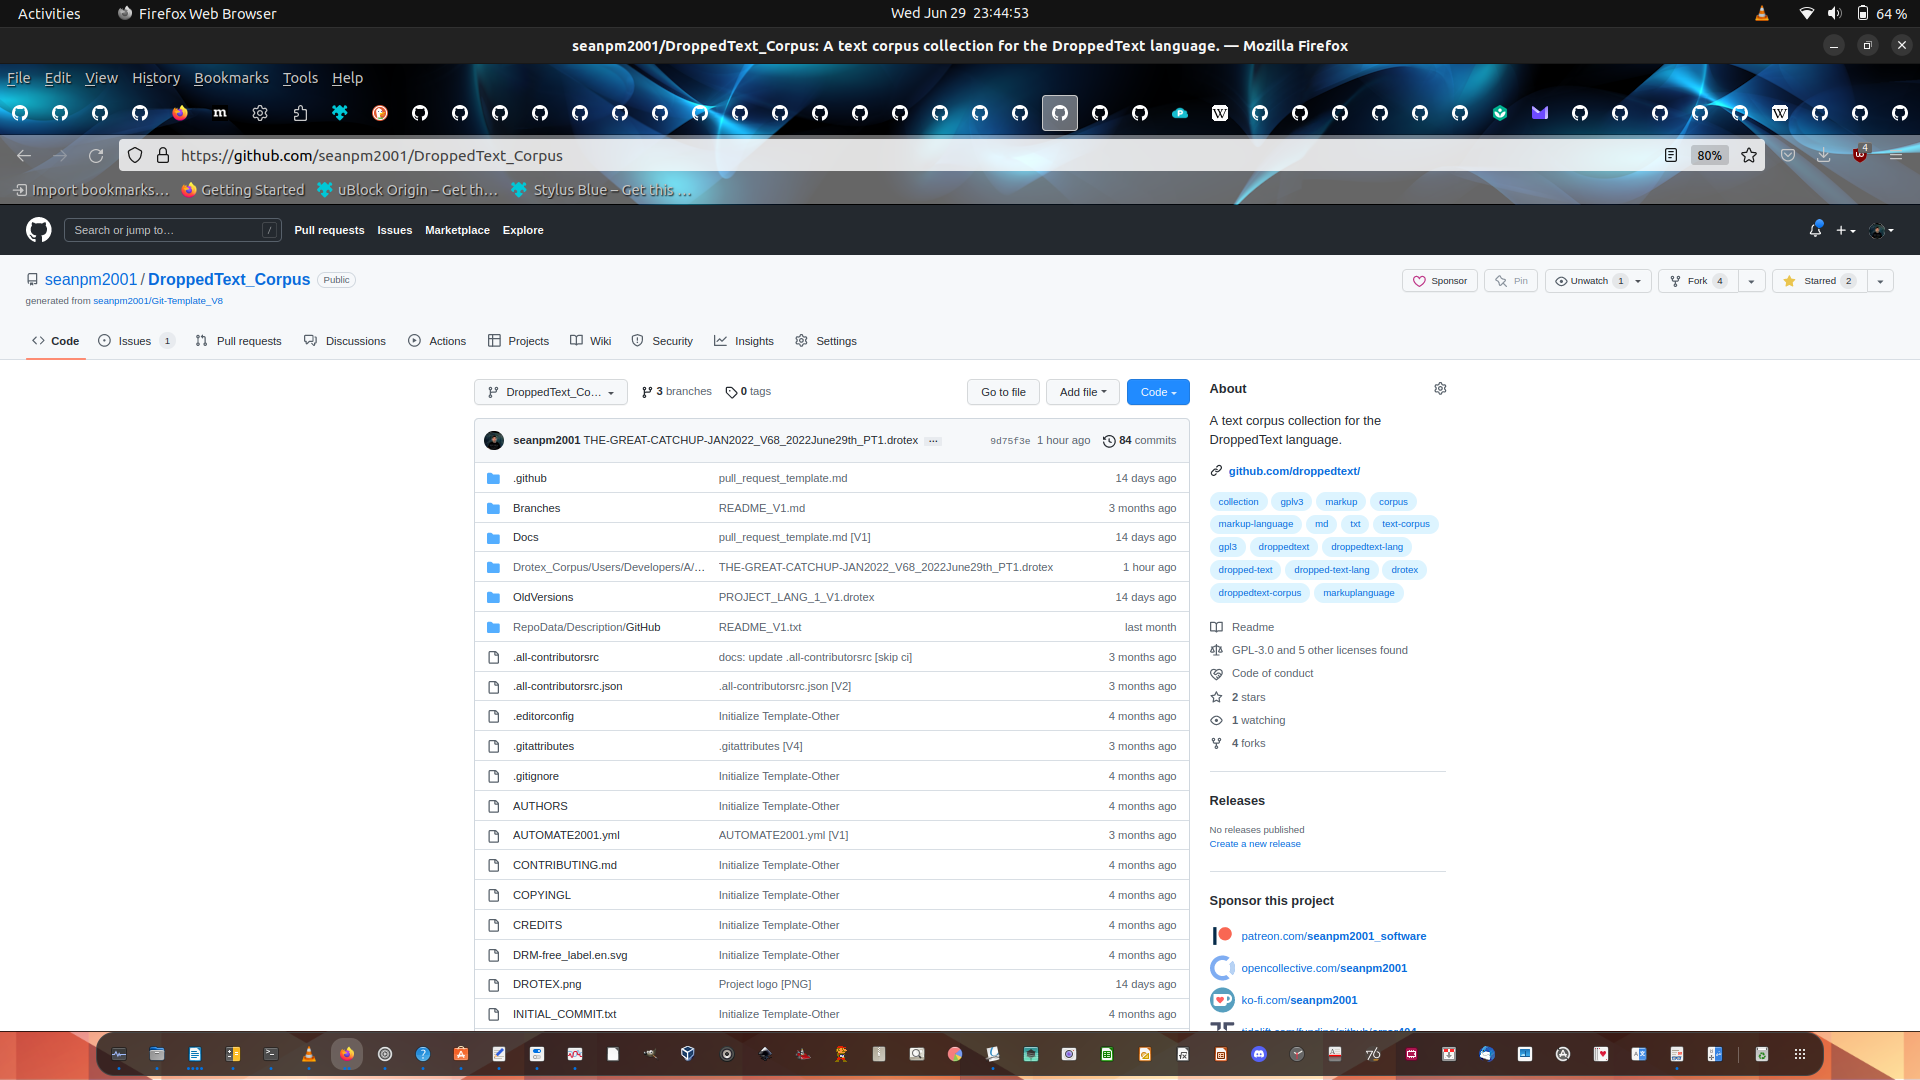 Activities Firefox Web Browser Wed Jun 29 23:44:53 64 %
seanpm2001/DroppedText_Corpus: A text corpus collection for the DroppedText language. — Mozilla Firefox
File Edit View History Bookmarks Tools Help
https://github.com/seanpm2001/DroppedText_Corpus 80% 4
Import bookmarks… Getting Started uBlock Origin – Get th… Stylus Blue – Get this …
Search or jump to… / Pull requests Issues Marketplace Explore
seanpm2001 / DroppedText_Corpus Public
Sponsor Pin Unwatch 1 Fork 4 Starred 2
generated from seanpm2001/Git-Template_V8
Code Issues 1 Pull requests Discussions Actions Projects Wiki Security Insights Settings
DroppedText_Co… 3 branches 0 tags Go to file Add file Code
seanpm2001 THE-GREAT-CATCHUP-JAN2022_V68_2022June29th_PT1.drotex … 9d75f3e 1 hour ago 84 commits
.github pull_request_template.md 14 days ago
Branches README_V1.md 3 months ago
Docs pull_request_template.md [V1] 14 days ago
Drotex_Corpus/Users/Developers/A/… THE-GREAT-CATCHUP-JAN2022_V68_2022June29th_PT1.drotex 1 hour ago
OldVersions PROJECT_LANG_1_V1.drotex 14 days ago
RepoData/Description/GitHub README_V1.txt last month
.all-contributorsrc docs: update .all-contributorsrc [skip ci] 3 months ago
.all-contributorsrc.json .all-contributorsrc.json [V2] 3 months ago
.editorconfig Initialize Template-Other 4 months ago
.gitattributes .gitattributes [V4] 3 months ago
.gitignore Initialize Template-Other 4 months ago
AUTHORS Initialize Template-Other 4 months ago
AUTOMATE2001.yml AUTOMATE2001.yml [V1] 3 months ago
CONTRIBUTING.md Initialize Template-Other 4 months ago
COPYINGL Initialize Template-Other 4 months ago
CREDITS Initialize Template-Other 4 months ago
DRM-free_label.en.svg Initialize Template-Other 4 months ago
DROTEX.png Project logo [PNG] 14 days ago
INITIAL_COMMIT.txt Initialize Template-Other 4 months ago
About
A text corpus collection for the
DroppedText language.
github.com/droppedtext/
collection gplv3 markup corpus
markup-language md txt text-corpus
gpl3 droppedtext droppedtext-lang
dropped-text dropped-text-lang drotex
droppedtext-corpus markuplanguage
Readme
GPL-3.0 and 5 other licenses found
Code of conduct
2 stars
1 watching
4 forks
Releases
No releases published
Create a new release
Sponsor this project
patreon.com/seanpm2001_software
opencollective.com/seanpm2001
ko-fi.com/seanpm2001
tidelift.com/funding/github/error404